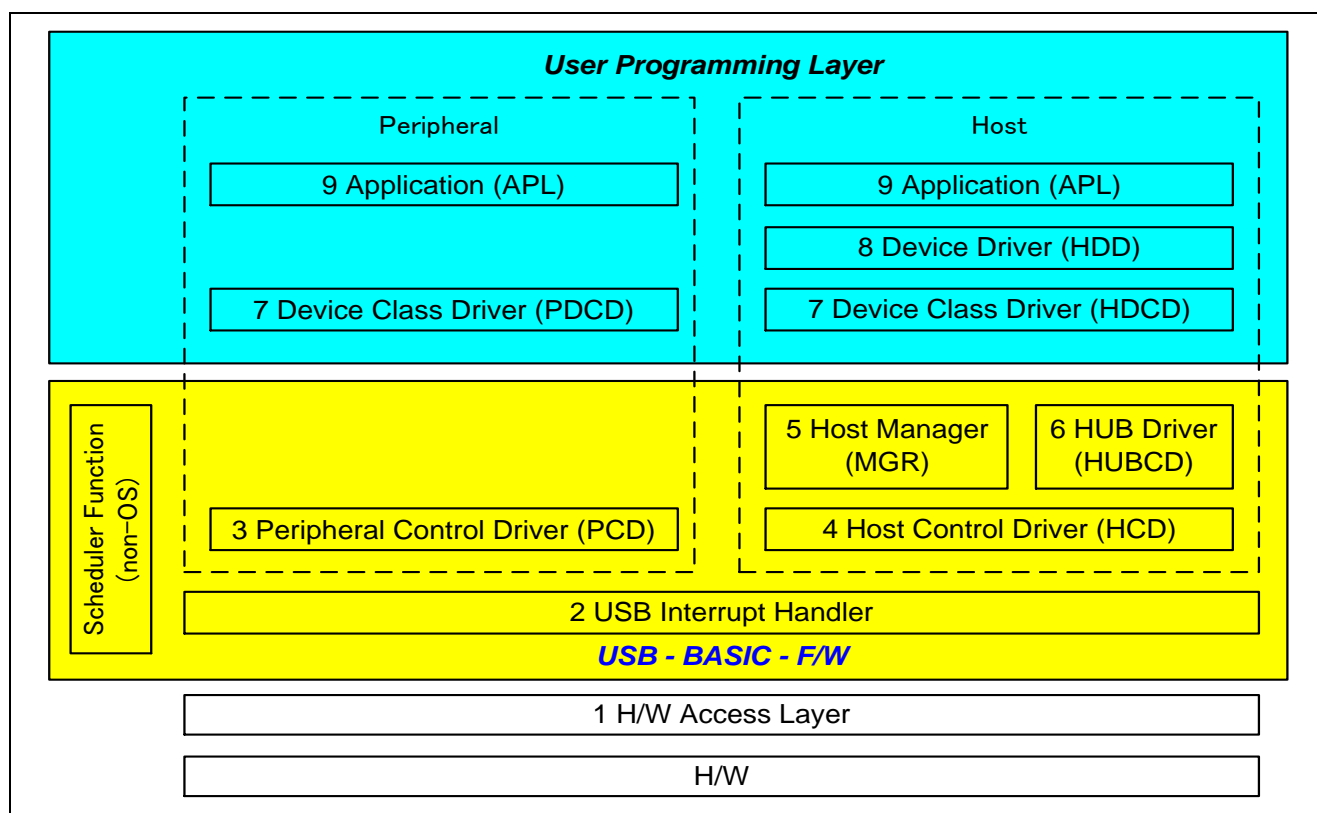 User Programming Layer
Peripheral
Host
9 Application (APL)
9 Application (APL)
8 Device Driver (HDD)
7 Device Class Driver (PDCD)
7 Device Class Driver (HDCD)
Scheduler Function
(non-OS)
5 Host Manager
(MGR)
6 HUB Driver
(HUBCD)
3 Peripheral Control Driver (PCD)
4 Host Control Driver (HCD)
2 USB Interrupt Handler
USB - BASIC - F/W
1 H/W Access Layer
H/W